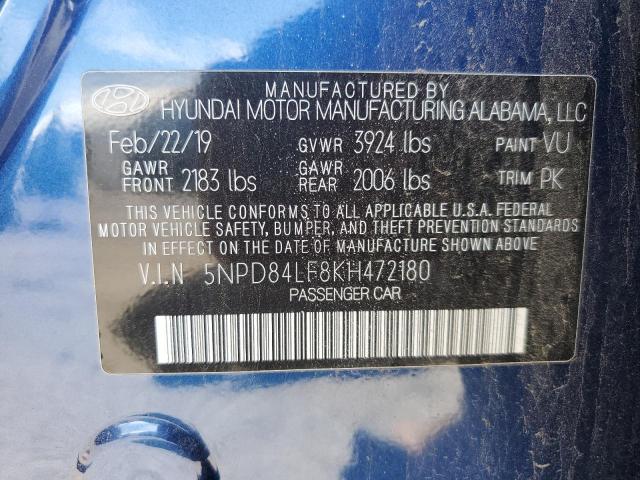 MANUFACTURED BY
HYUNDAI MOTOR MANUFACTURING ALABAMA, LLC
Feb/22/19 GVWR 3924 lbs PAINT VU
GAWR FRONT 2183 lbs GAWR REAR 2006 lbs TRIM PK
THIS VEHICLE CONFORMS TO ALL APPLICABLE U.S.A. FEDERAL
MOTOR VEHICLE SAFETY, BUMPER, AND THEFT PREVENTION STANDARDS
IN EFFECT ON THE DATE OF MANUFACTURE SHOWN ABOVE.
V.I.N 5NPD84LF8KH472180
PASSENGER CAR